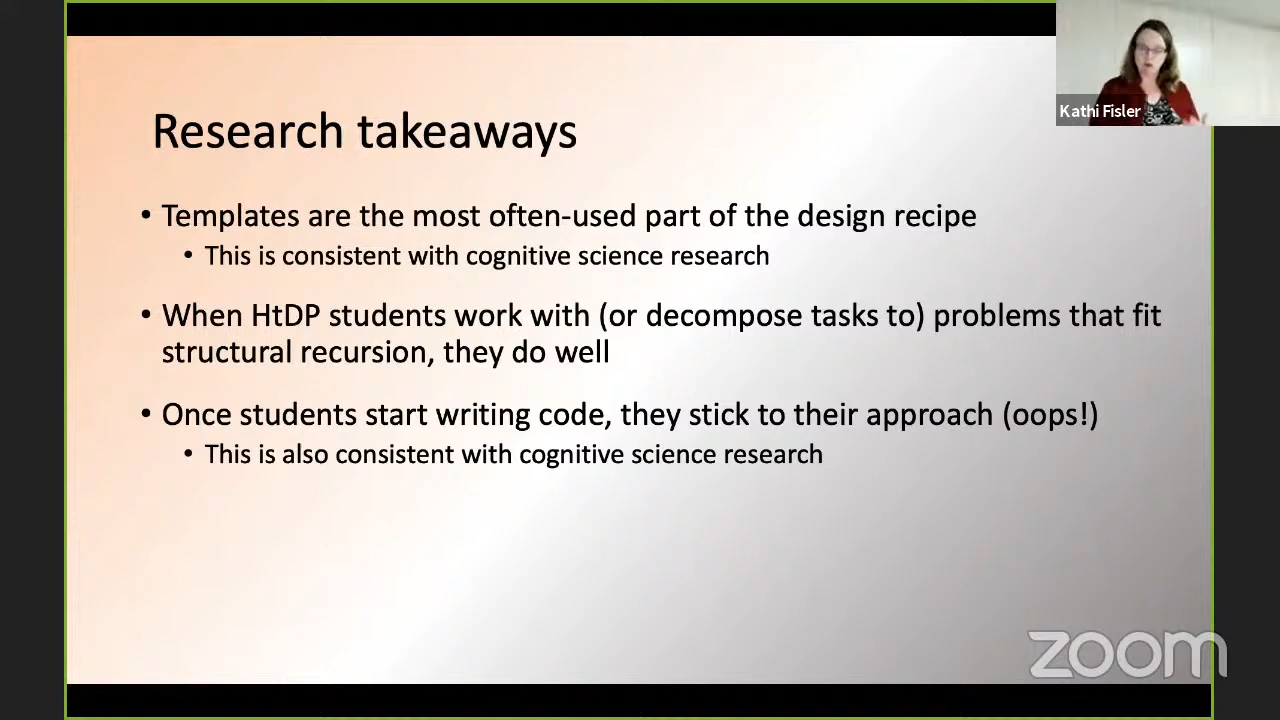 Kathi Fisler
Research takeaways
• Templates are the most often-used part of the design recipe
• This is consistent with cognitive science research
• When HtDP students work with (or decompose tasks to) problems that fit
structural recursion, they do well
• Once students start writing code, they stick to their approach (oops!)
• This is also consistent with cognitive science research
zoom